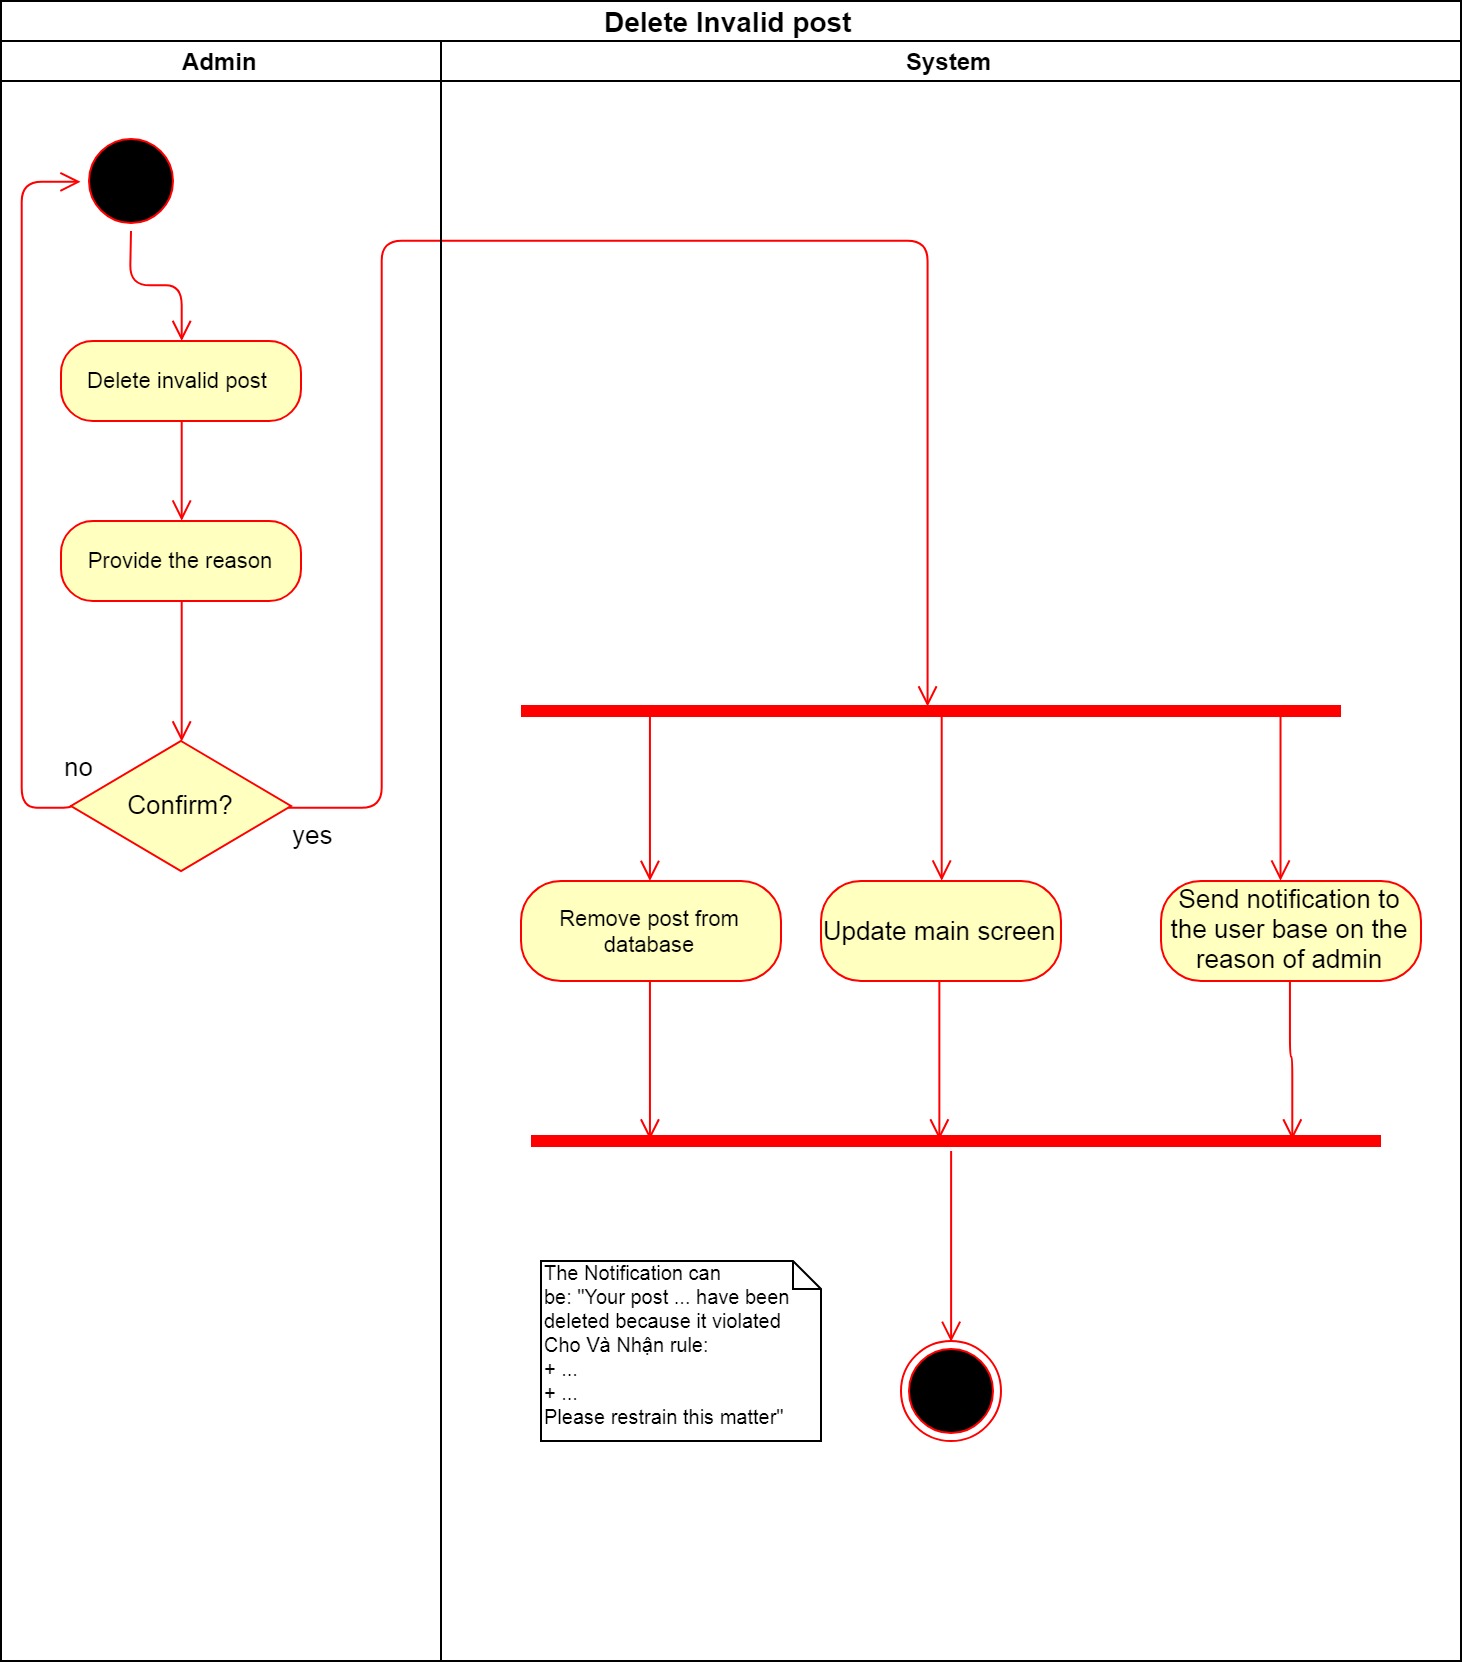 Delete Invalid post
Admin
System
Delete invalid post
Provide the reason
no
Confirm?
yes
Remove post from
database
Update main screen
Send notification to
the user base on the
reason of admin
The Notification can
be: "Your post ... have been
deleted because it violated
Cho Và Nhận rule:
+ ...
+ ...
Please restrain this matter"